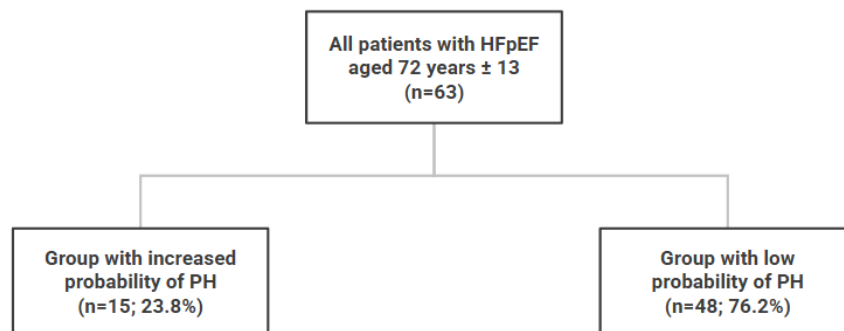 All patients with HFpEF
aged 72 years ± 13
(n=63)
Group with increased
probability of PH
(n=15; 23.8%)
Group with low
probability of PH
(n=48; 76.2%)